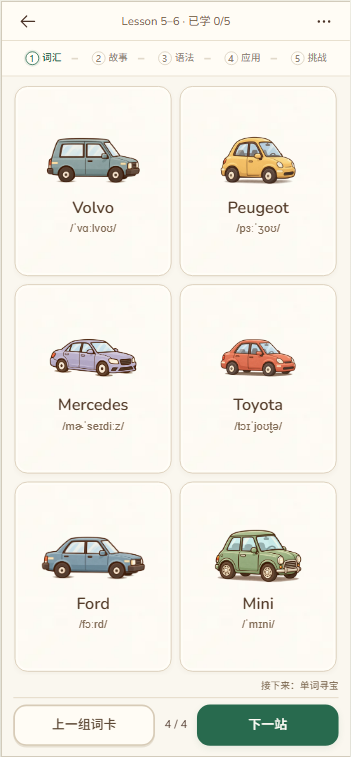 Lesson 5-6 · 已学 0/5
1 词汇 – 2 故事 – 3 语法 – 4 应用 – 5 挑战
Volvo
/ˈvɑːlvoʊ/
Peugeot
/pɜːˈʒoʊ/
Mercedes
/mɚˈseɪdiːz/
Toyota
/tɔɪˈjoʊt̬ə/
Ford
/fɔːrd/
Mini
/ˈmɪni/
接下来：单词寻宝
上一组词卡
4 / 4
下一站